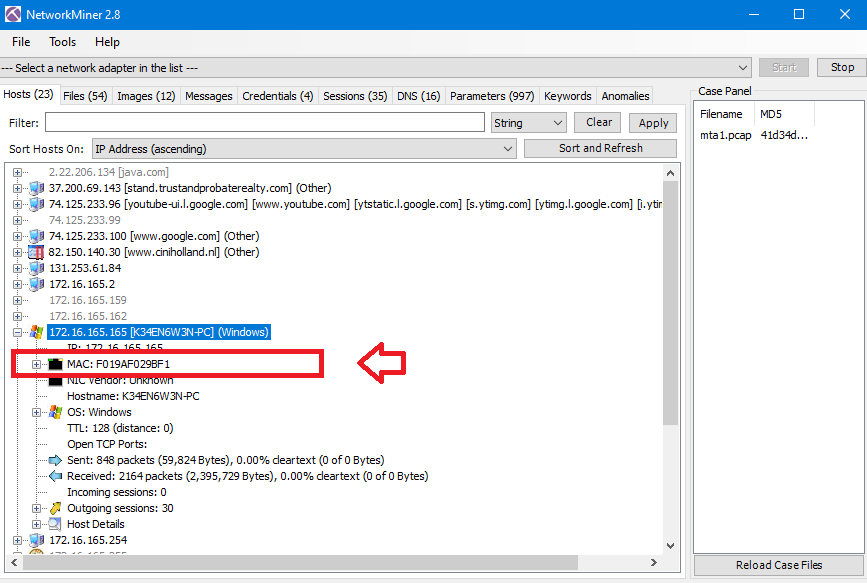 NetworkMiner 2.8
File Tools Help
--- Select a network adapter in the list --- Start Stop
Hosts (23) Files (54) Images (12) Messages Credentials (4) Sessions (35) DNS (16) Parameters (997) Keywords Anomalies
Case Panel
Filter: String Clear Apply
Filename MD5
Sort Hosts On: IP Address (ascending) Sort and Refresh
mta1.pcap 41d34d...
2.22.206.134 [java.com]
37.200.69.143 [stand.trustandprobaterealty.com] (Other)
74.125.233.96 [youtube-ui.l.google.com] [www.youtube.com] [ytstatic.l.google.com] [s.ytimg.com] [ytimg.l.google.com] [i.ytim
74.125.233.99
74.125.233.100 [www.google.com] (Other)
82.150.140.30 [www.ciniholland.nl] (Other)
131.253.61.84
172.16.165.2
172.16.165.159
172.16.165.162
172.16.165.165 [K34EN6W3N-PC] (Windows)
IP: 172.16.165.165
MAC: F019AF029BF1
NIC Vendor: Unknown
Hostname: K34EN6W3N-PC
OS: Windows
TTL: 128 (distance: 0)
Open TCP Ports:
Sent: 848 packets (59,824 Bytes), 0.00% cleartext (0 of 0 Bytes)
Received: 2164 packets (2,395,729 Bytes), 0.00% cleartext (0 of 0 Bytes)
Incoming sessions: 0
Outgoing sessions: 30
Host Details
172.16.165.254
172.16.165.255
Reload Case Files